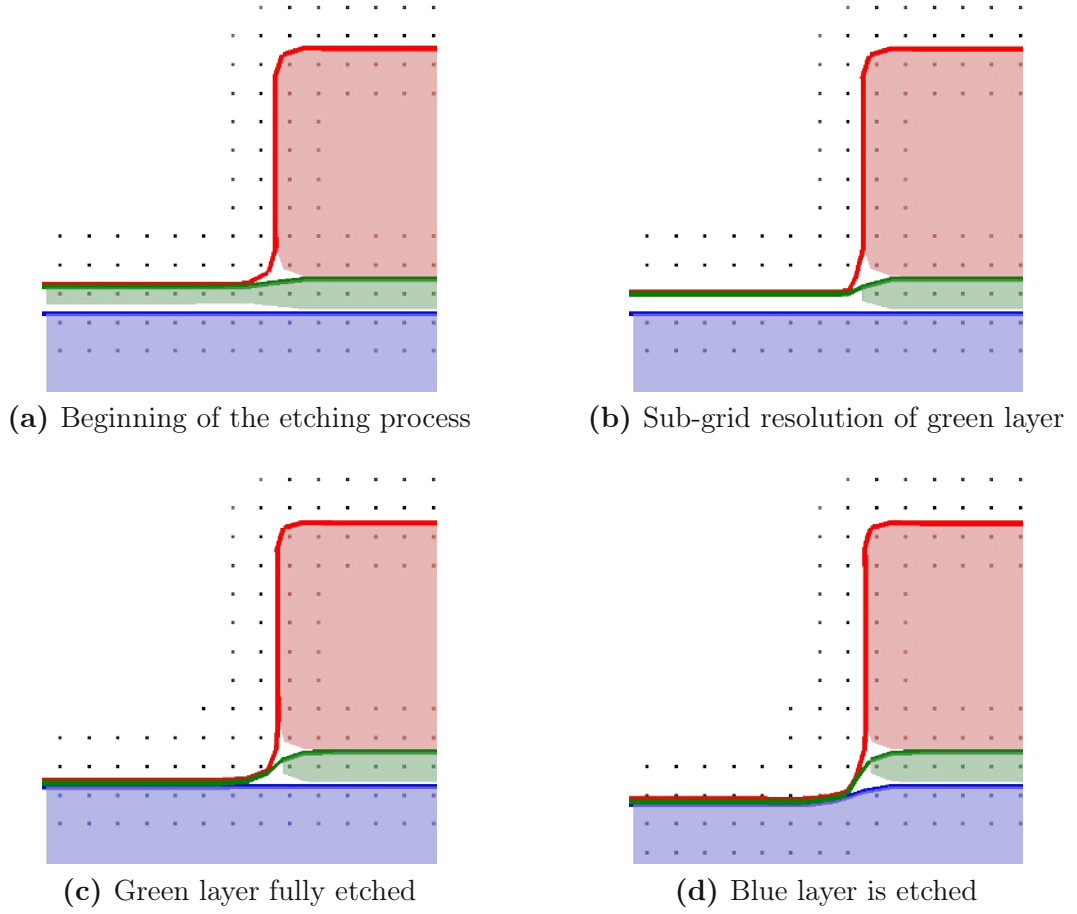 (a) Beginning of the etching process
(b) Sub-grid resolution of green layer
(c) Green layer fully etched
(d) Blue layer is etched